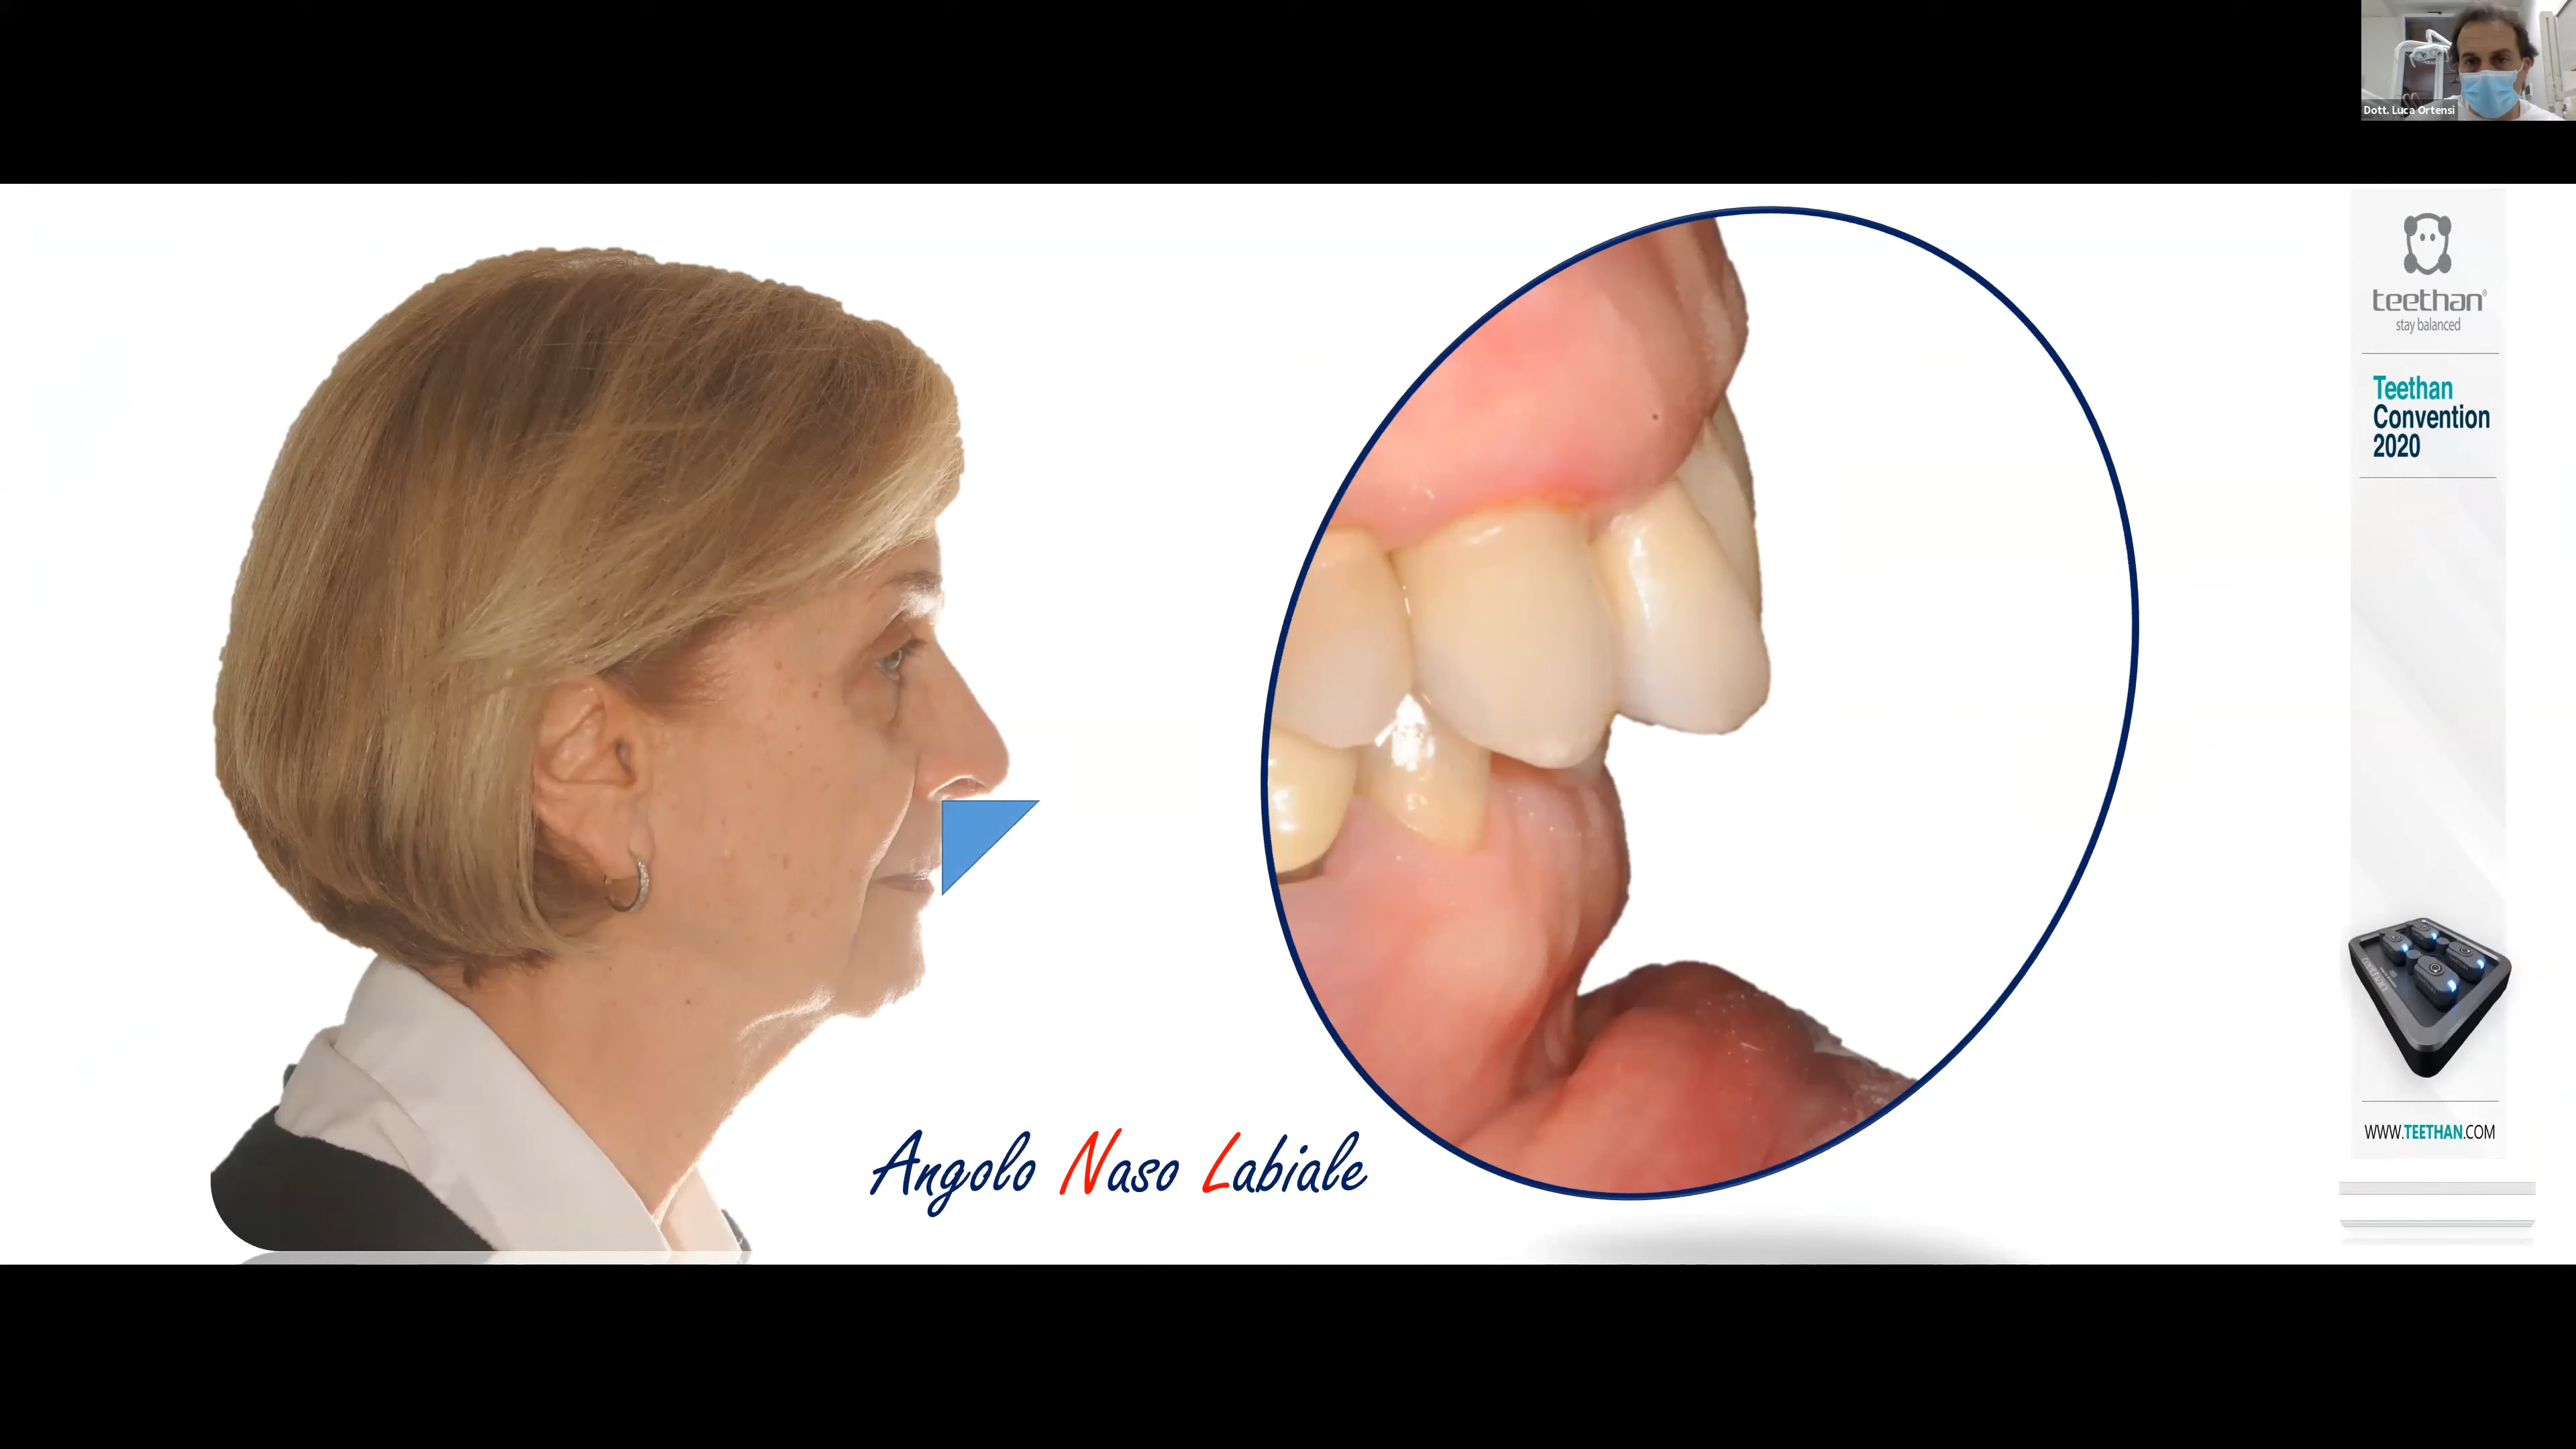 Dott. Luca Ortensi
teethan®
stay balanced
Teethan
Convention
2020
Angolo Naso Labiale
WWW.TEETHAN.COM